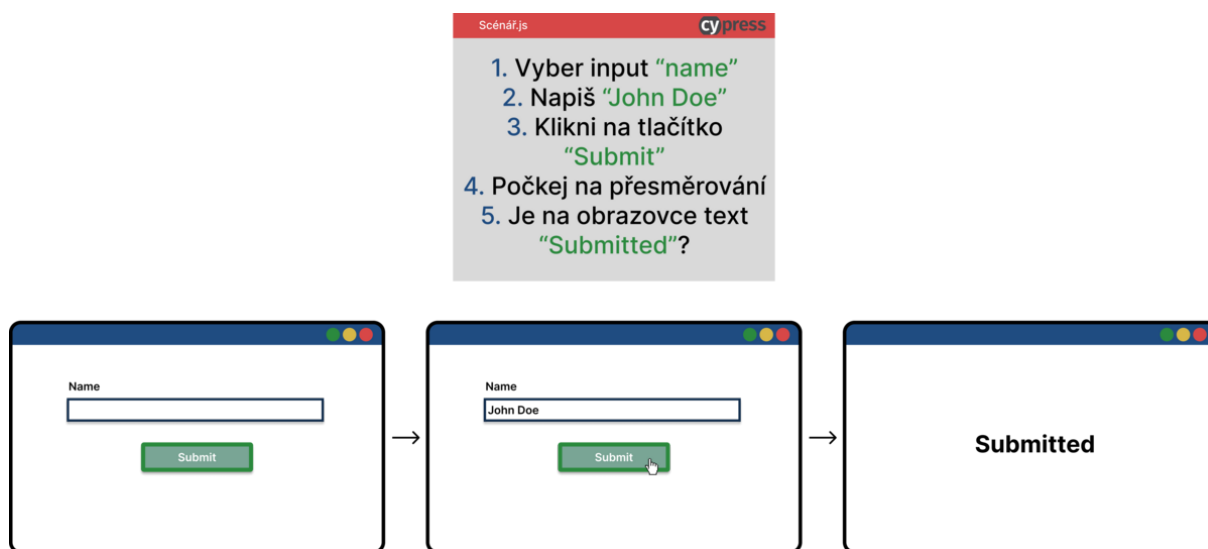 Scénář.js
cypress
1. Vyber input “name”
2. Napiš “John Doe”
3. Klikni na tlačítko
“Submit”
4. Počkej na přesměrování
5. Je na obrazovce text
“Submitted”?
Name
Submit
Name
John Doe
Submit
Submitted